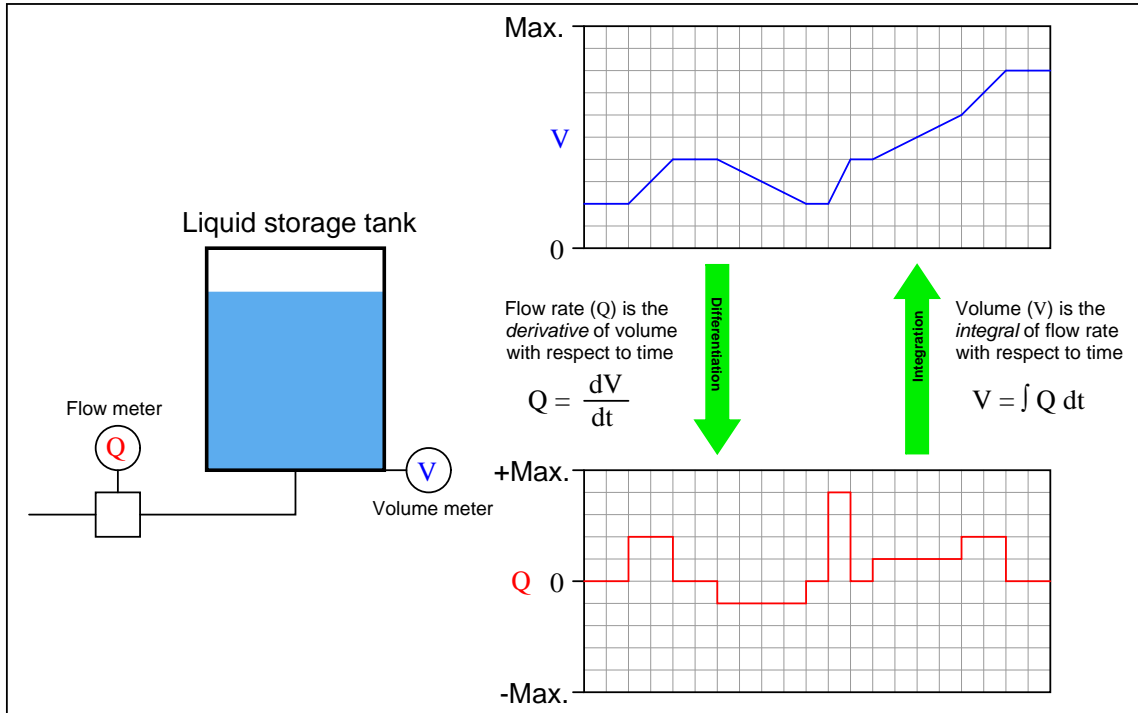 Liquid storage tank
Flow meter
Q
V
Volume meter
Max.
V
0
Flow rate (Q) is the
derivative of volume
with respect to time
Q = dV/dt
Differentiation
Integration
Volume (V) is the
integral of flow rate
with respect to time
V = ∫ Q dt
+Max.
Q 0
-Max.